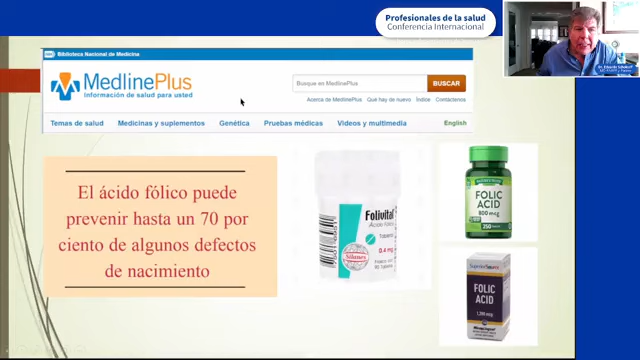 Profesionales de la salud
Conferencia Internacional
Biblioteca Nacional de Medicina
MedlinePlus
Información de salud para usted
Busque en MedlinePlus
BUSCAR
Acerca de MedlinePlus Qué hay de nuevo Índice Contáctenos
Temas de salud Medicinas y suplementos Genética Pruebas médicas Videos y multimedia English
El ácido fólico puede
prevenir hasta un 70 por
ciento de algunos defectos
de nacimiento
Folivital
Ácido fólico
0.4 mg
Silanes
FOLIC
ACID
800 mcg
250
FOLIC
ACID